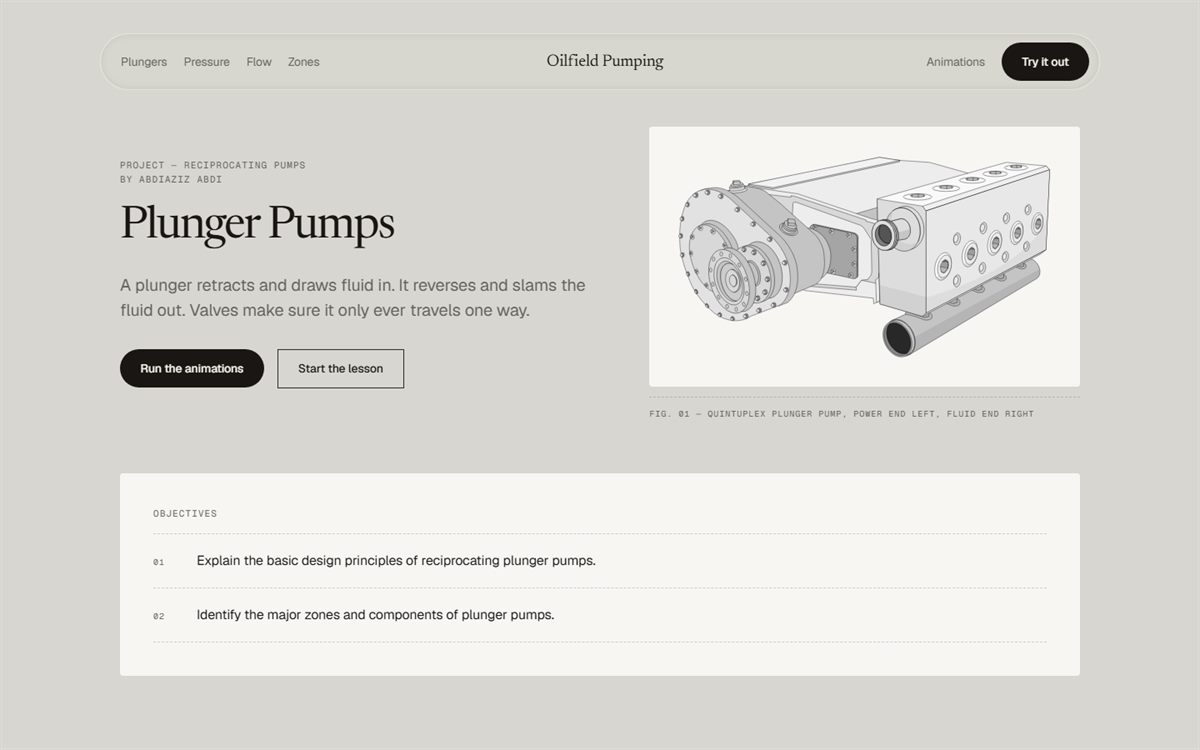 Plungers Pressure Flow Zones Oilfield Pumping Animations Try it out
PROJECT — RECIPROCATING PUMPS
BY ABDIAZIZ ABDI
Plunger Pumps
A plunger retracts and draws fluid in. It reverses and slams the
fluid out. Valves make sure it only ever travels one way.
Run the animations Start the lesson
FIG. 01 — QUINTUPLEX PLUNGER PUMP, POWER END LEFT, FLUID END RIGHT
OBJECTIVES
01 Explain the basic design principles of reciprocating plunger pumps.
02 Identify the major zones and components of plunger pumps.